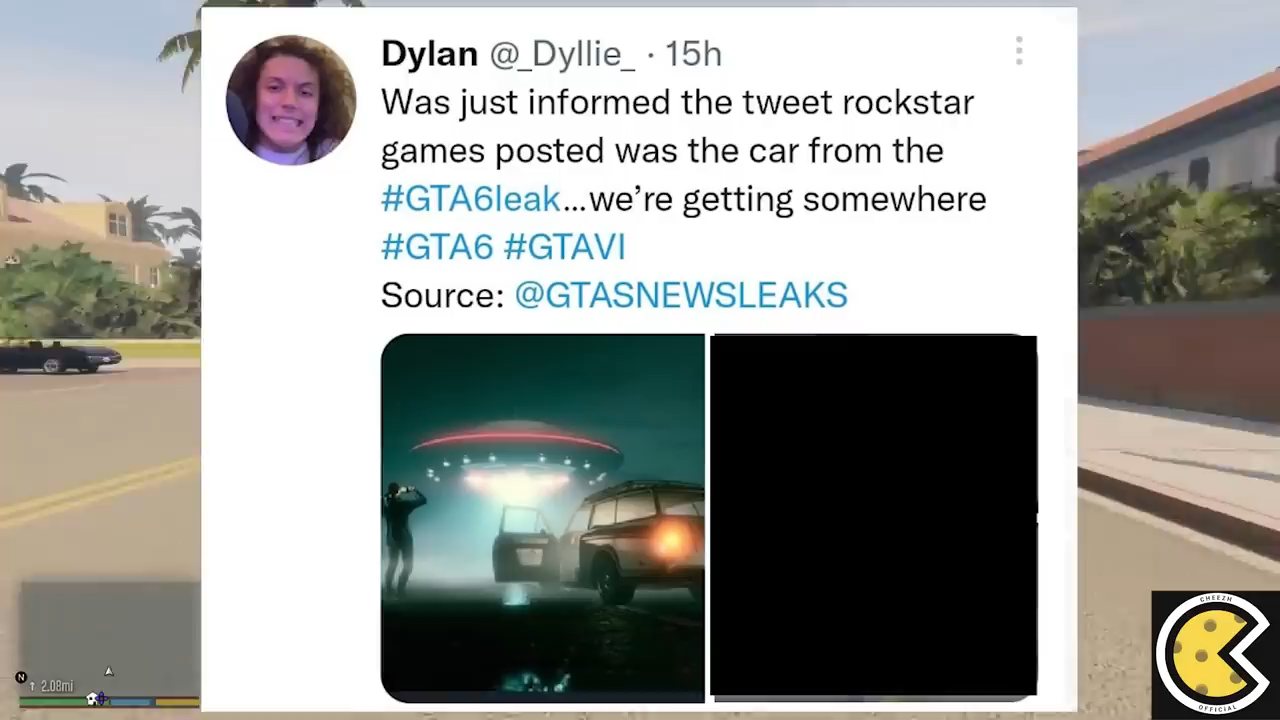 Dylan @_Dyllie_ · 15h
Was just informed the tweet rockstar
games posted was the car from the
#GTA6leak...we're getting somewhere
#GTA6 #GTAVI
Source: @GTASNEWSLEAKS
N
↑ 2.08mi
CHEEZH
OFFICIAL